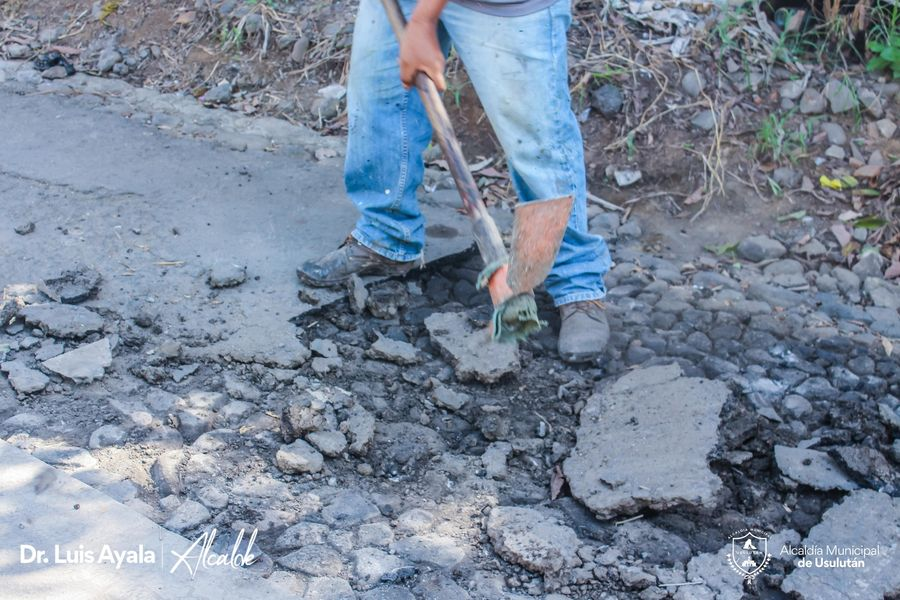 Dr. Luis Ayala
Alcalde
Alcaldía Municipal
de Usulután